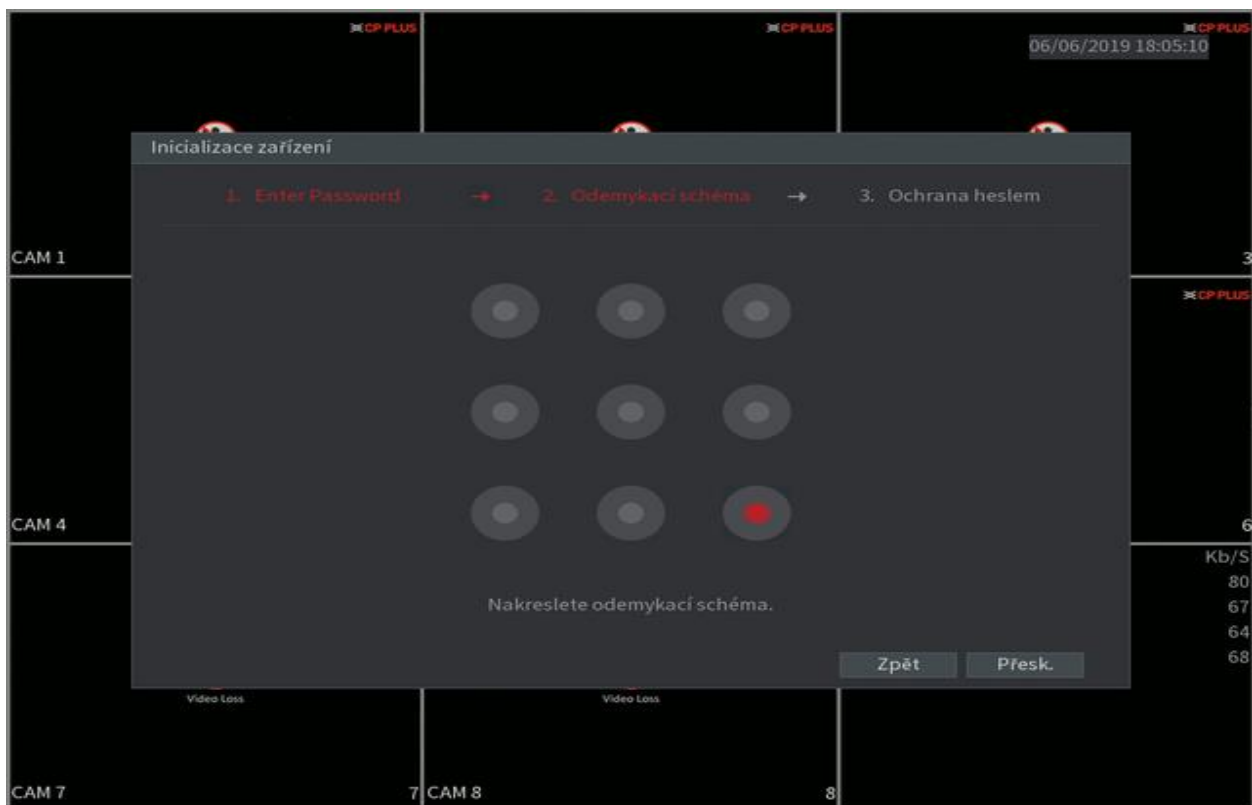 CP PLUS
CP PLUS
CP PLUS
06/06/2019 18:05:10
Inicializace zařízení
1. Enter Password → 2. Odemykací schéma → 3. Ochrana heslem
CAM 1
3
CP PLUS
CAM 4
6
Nakreslete odemykací schéma.
Kb/S
80
67
64
68
Zpět
Přesk.
Video Loss
Video Loss
CAM 7
7
CAM 8
8